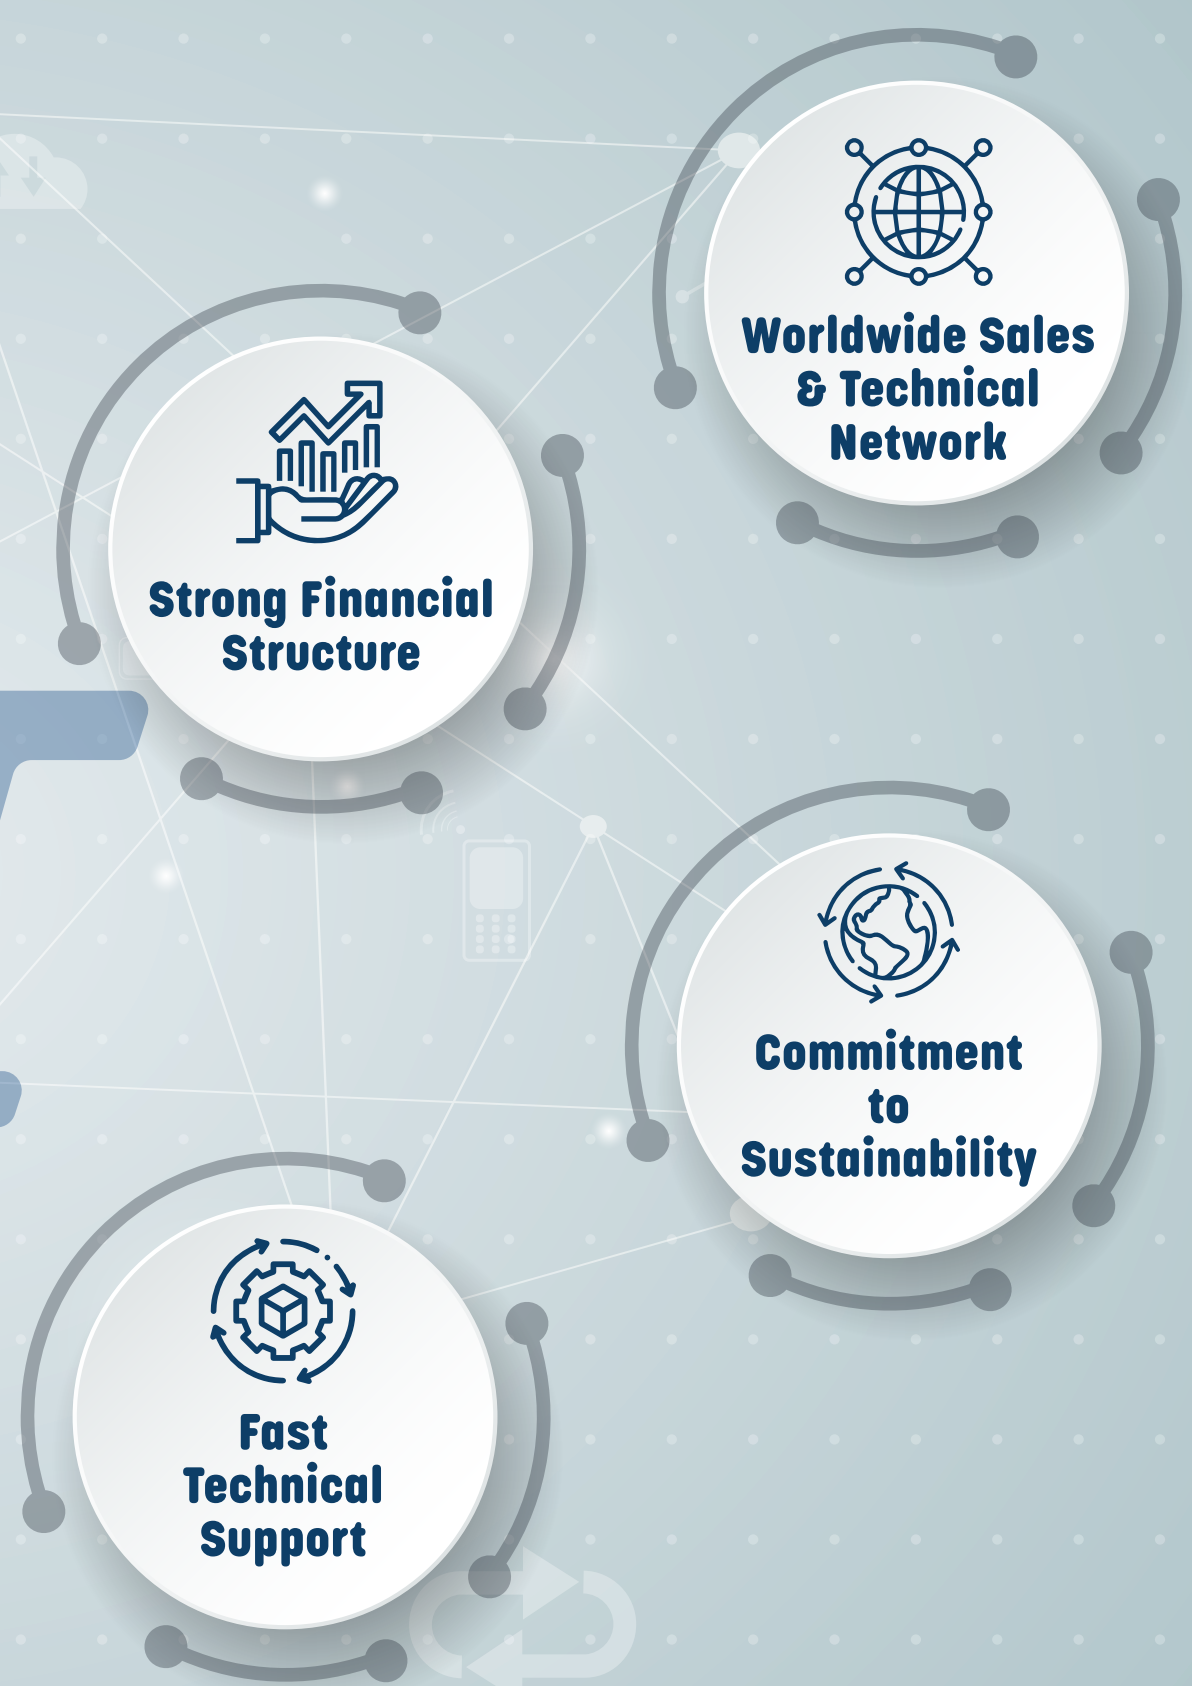 Worldwide Sales
& Technical
Network
Strong Financial
Structure
Commitment
to
Sustainability
Fast
Technical
Support